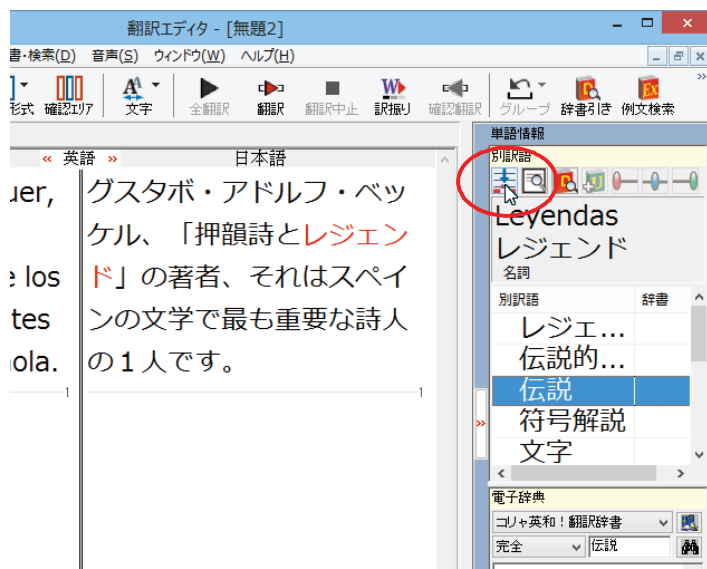 翻訳エディタ - [無題2]
書・検索(D) 音声(S) ウィンドウ(W) ヘルプ(H)
形式 確認エリア 文字 全翻訳 翻訳 翻訳中止 訳振り 確認翻訳 グループ 辞書引き 例文検索
« 英語 » 日本語
uer,
e los
tes
ola.
1
グスタボ・アドルフ・ベッ
ケル、「押韻詩とレジェン
ド」の著者、それはスペイ
ンの文学で最も重要な詩人
の1人です。
1
単語情報
別訳語
Leyendas
レジェンド
名詞
別訳語 辞書
レジェ...
伝説的...
伝説
符号解説
文字
電子辞典
コリャ英和!翻訳辞書
完全 伝説